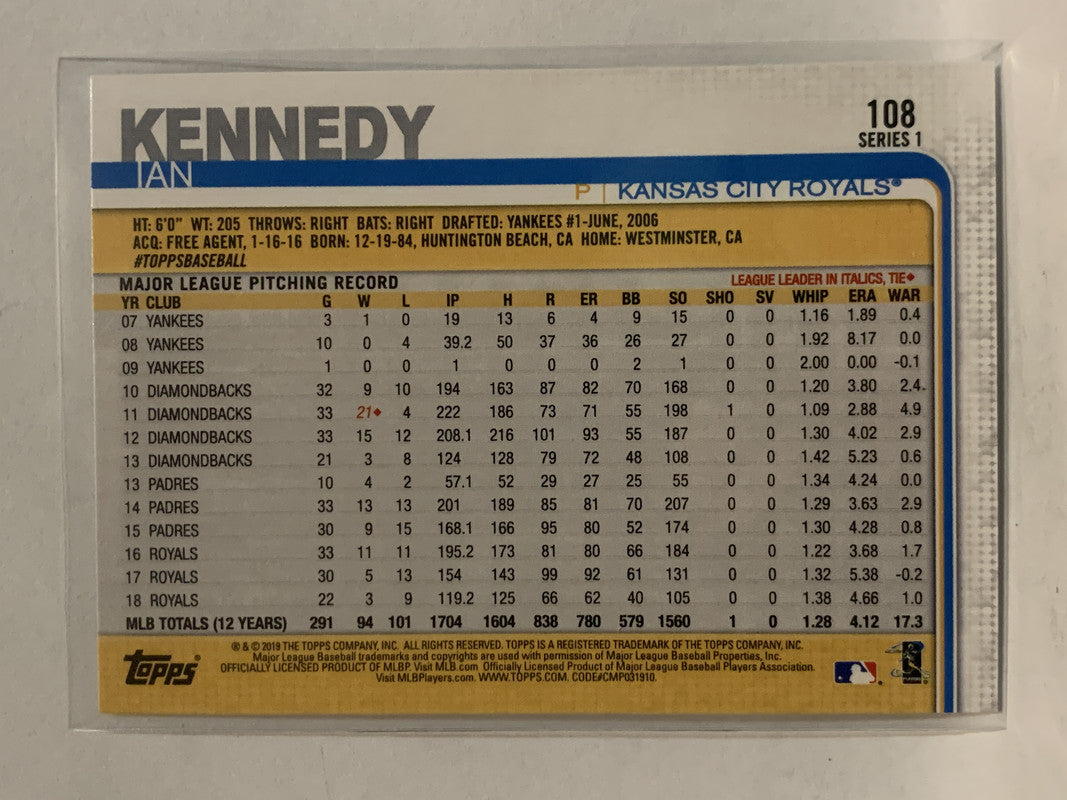 KENNEDY
IAN
108
SERIES 1
P | KANSAS CITY ROYALS®
HT: 6'0" WT: 205 THROWS: RIGHT BATS: RIGHT DRAFTED: YANKEES #1-JUNE, 2006
ACQ: FREE AGENT, 1-16-16 BORN: 12-19-84, HUNTINGTON BEACH, CA HOME: WESTMINSTER, CA
#TOPPSBASEBALL
MAJOR LEAGUE PITCHING RECORD LEAGUE LEADER IN ITALICS, TIE♦
YR CLUB G W L IP H R ER BB SO SHO SV WHIP ERA WAR
07 YANKEES 3 1 0 19 13 6 4 9 15 0 0 1.16 1.89 0.4
08 YANKEES 10 0 4 39.2 50 37 36 26 27 0 0 1.92 8.17 0.0
09 YANKEES 1 0 0 1 0 0 0 2 1 0 0 2.00 0.00 -0.1
10 DIAMONDBACKS 32 9 10 194 163 87 82 70 168 0 0 1.20 3.80 2.4
11 DIAMONDBACKS 33 21♦ 4 222 186 73 71 55 198 1 0 1.09 2.88 4.9
12 DIAMONDBACKS 33 15 12 208.1 216 101 93 55 187 0 0 1.30 4.02 2.9
13 DIAMONDBACKS 21 3 8 124 128 79 72 48 108 0 0 1.42 5.23 0.6
13 PADRES 10 4 2 57.1 52 29 27 25 55 0 0 1.34 4.24 0.0
14 PADRES 33 13 13 201 189 85 81 70 207 0 0 1.29 3.63 2.9
15 PADRES 30 9 15 168.1 166 95 80 52 174 0 0 1.30 4.28 0.8
16 ROYALS 33 11 11 195.2 173 81 80 66 184 0 0 1.22 3.68 1.7
17 ROYALS 30 5 13 154 143 99 92 61 131 0 0 1.32 5.38 -0.2
18 ROYALS 22 3 9 119.2 125 66 62 40 105 0 0 1.38 4.66 1.0
MLB TOTALS (12 YEARS) 291 94 101 1704 1604 838 780 579 1560 1 0 1.28 4.12 17.3
® & © 2019 THE TOPPS COMPANY, INC. ALL RIGHTS RESERVED. TOPPS IS A REGISTERED TRADEMARK OF THE TOPPS COMPANY, INC.
Major League Baseball trademarks and copyrights are used with permission of Major League Baseball Properties, Inc.
OFFICIALLY LICENSED PRODUCT OF MLBP. Visit MLB.com Officially Licensed Product of Major League Baseball Players Association.
Visit MLBPlayers.com. WWW.TOPPS.COM. CODE#CMP031910.
topps